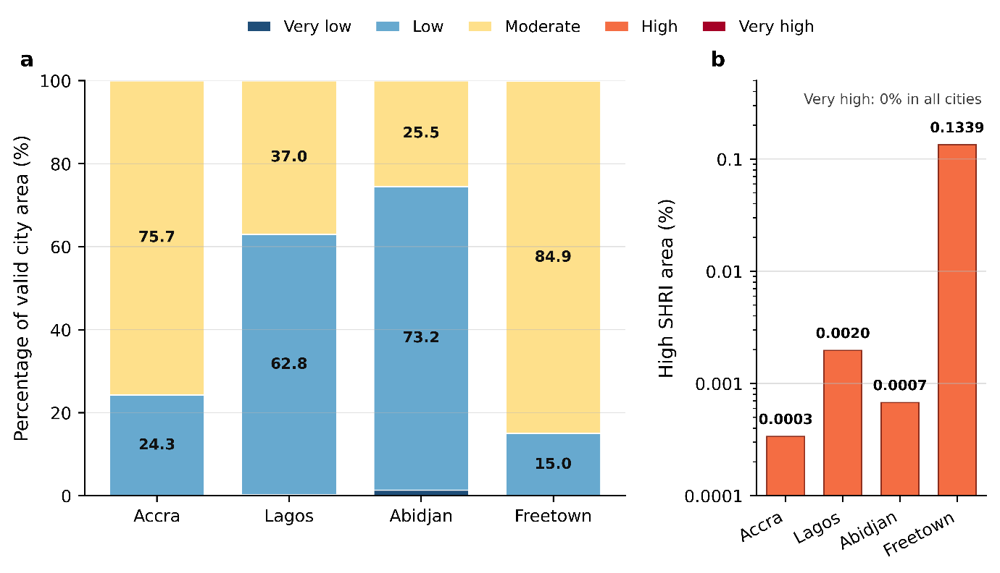 Very low Low Moderate High Very high
a
Percentage of valid city area (%)
100
80
60
40
20
0
75.7
24.3
37.0
62.8
25.5
73.2
84.9
15.0
Accra Lagos Abidjan Freetown
b
High SHRI area (%)
Very high: 0% in all cities
0.1
0.01
0.001
0.0001
0.0003
0.0020
0.0007
0.1339
Accra Lagos Abidjan Freetown